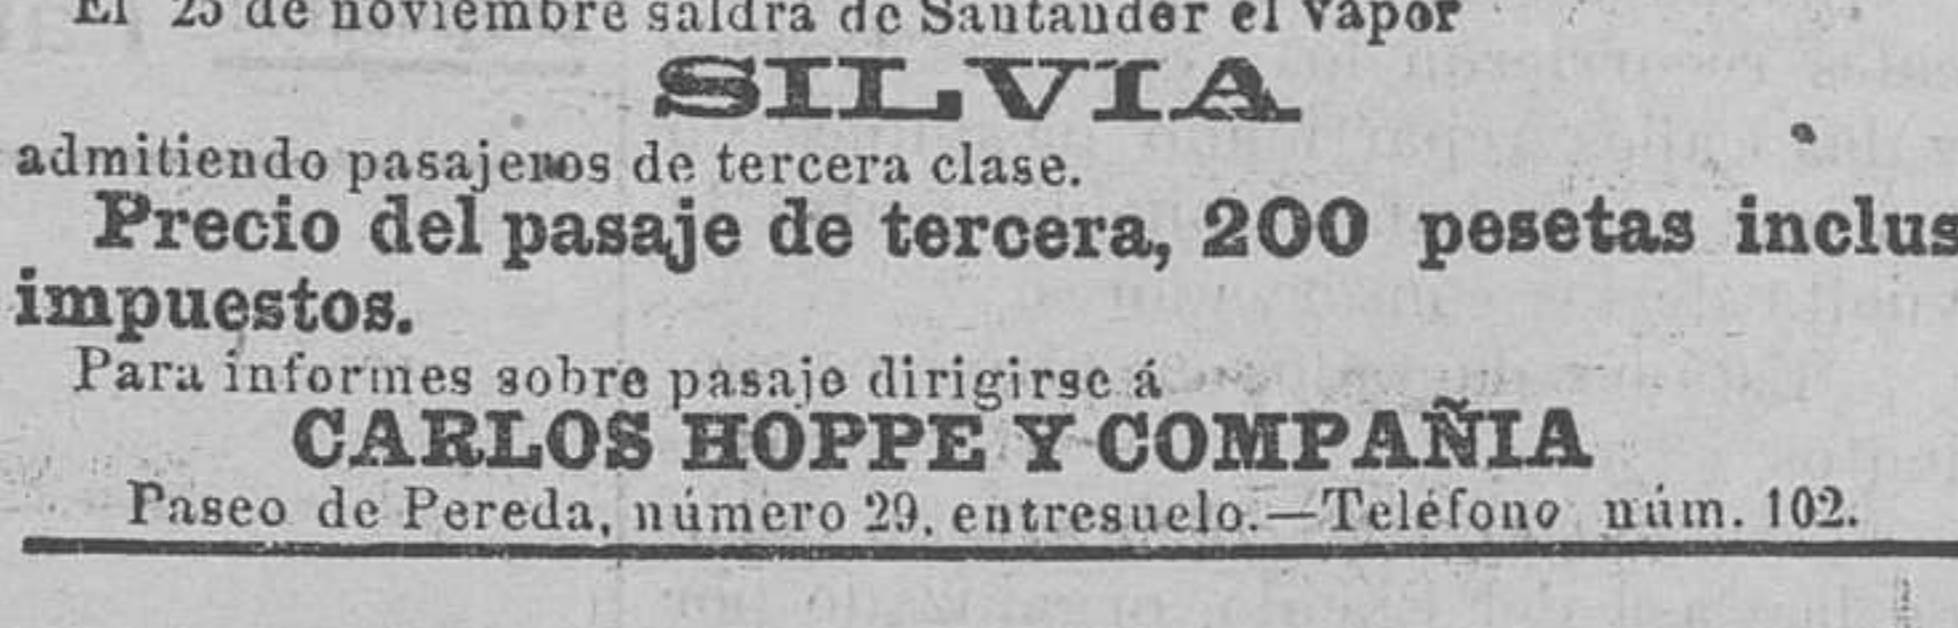 El 25 de noviembre saldrá de Santander el vapor
SILVIA
admitiendo pasajeros de tercera clase.
Precio del pasaje de tercera, 200 pesetas inclus
impuestos.
Para informes sobre pasaje dirigirse á
CARLOS HOPPE Y COMPAÑIA
Paseo de Pereda, número 29, entresuelo.—Teléfono núm. 102.